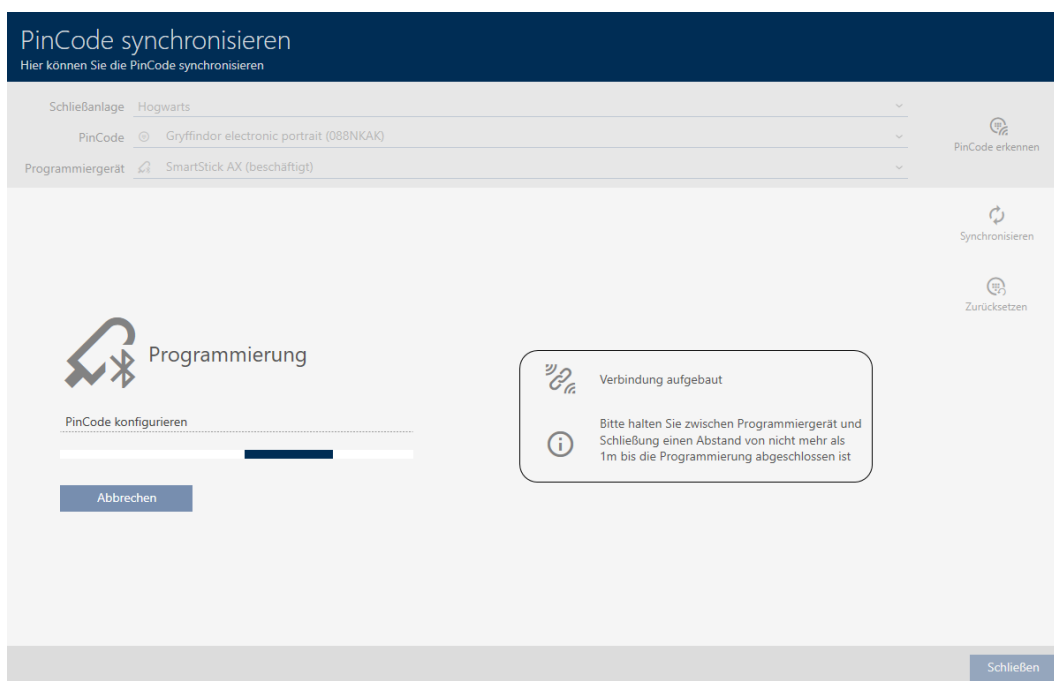 PinCode synchronisieren
Hier können Sie die PinCode synchronisieren
Schließanlage Hogwarts
PinCode Gryffindor electronic portrait (088NKAK)
Programmiergerät SmartStick AX (beschäftigt)
PinCode erkennen
Synchronisieren
Zurücksetzen
Programmierung
PinCode konfigurieren
Abbrechen
Verbindung aufgebaut
Bitte halten Sie zwischen Programmiergerät und
Schließung einen Abstand von nicht mehr als
1m bis die Programmierung abgeschlossen ist
Schließen